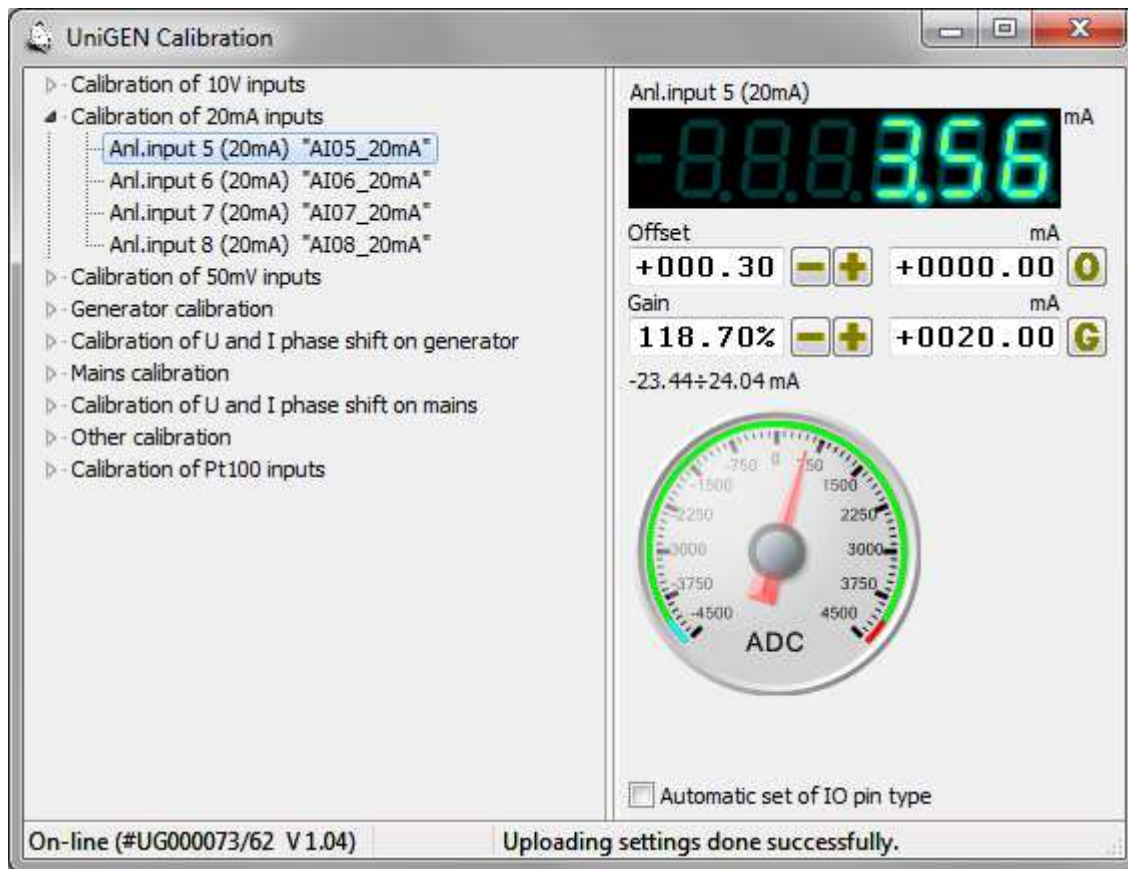 UniGEN Calibration
Calibration of 10V inputs
Calibration of 20mA inputs
Anl.input 5 (20mA) "AI05_20mA"
Anl.input 6 (20mA) "AI06_20mA"
Anl.input 7 (20mA) "AI07_20mA"
Anl.input 8 (20mA) "AI08_20mA"
Calibration of 50mV inputs
Generator calibration
Calibration of U and I phase shift on generator
Mains calibration
Calibration of U and I phase shift on mains
Other calibration
Calibration of Pt100 inputs
Anl.input 5 (20mA)
3.56 mA
Offset mA
+000.30 - + +0000.00 O
Gain mA
118.70% - + +0020.00 G
-23.44÷24.04 mA
-750 0 750
-1500 1500
-2250 2250
-3000 3000
-3750 3750
-4500 4500
ADC
Automatic set of IO pin type
On-line (#UG000073/62 V 1.04) Uploading settings done successfully.